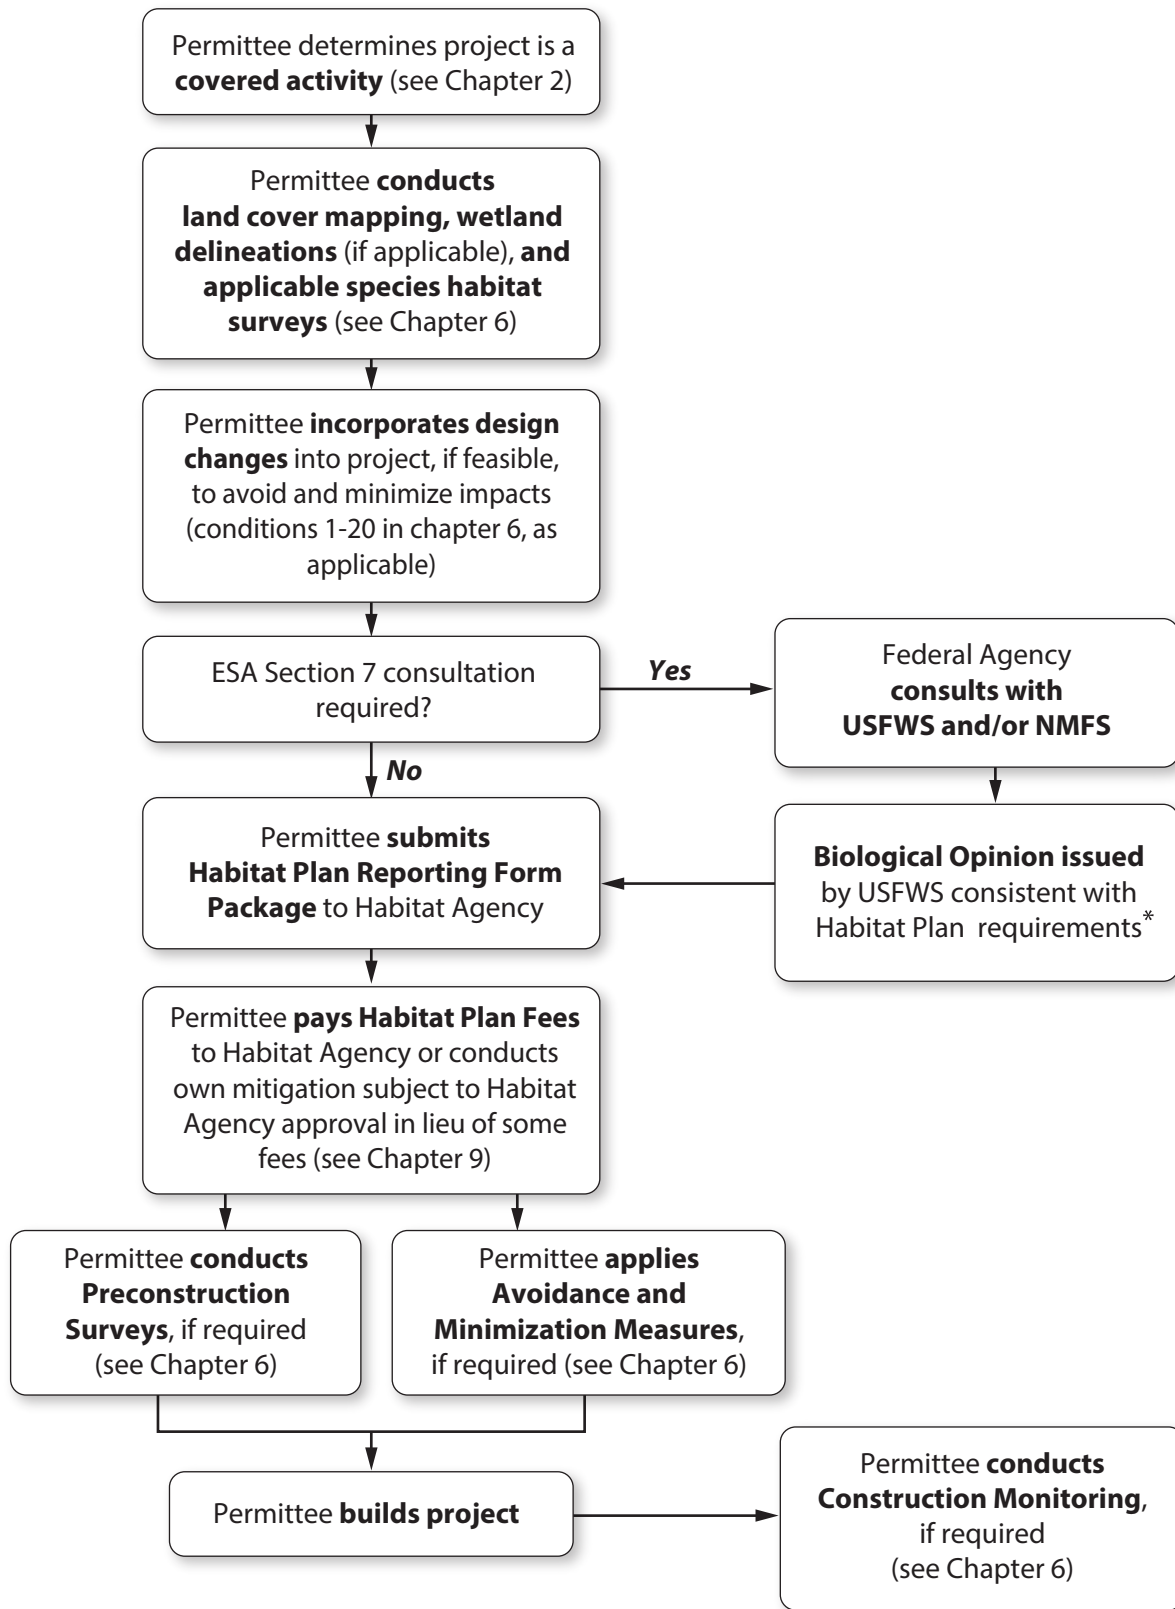 Permittee determines project is a
covered activity (see Chapter 2)
Permittee conducts
land cover mapping, wetland
delineations (if applicable), and
applicable species habitat
surveys (see Chapter 6)
Permittee incorporates design
changes into project, if feasible,
to avoid and minimize impacts
(conditions 1-20 in chapter 6, as
applicable)
ESA Section 7 consultation
required?
Yes
Federal Agency
consults with
USFWS and/or NMFS
No
Permittee submits
Habitat Plan Reporting Form
Package to Habitat Agency
Biological Opinion issued
by USFWS consistent with
Habitat Plan requirements*
Permittee pays Habitat Plan Fees
to Habitat Agency or conducts
own mitigation subject to Habitat
Agency approval in lieu of some
fees (see Chapter 9)
Permittee conducts
Preconstruction
Surveys, if required
(see Chapter 6)
Permittee applies
Avoidance and
Minimization Measures,
if required (see Chapter 6)
Permittee builds project
Permittee conducts
Construction Monitoring,
if required
(see Chapter 6)